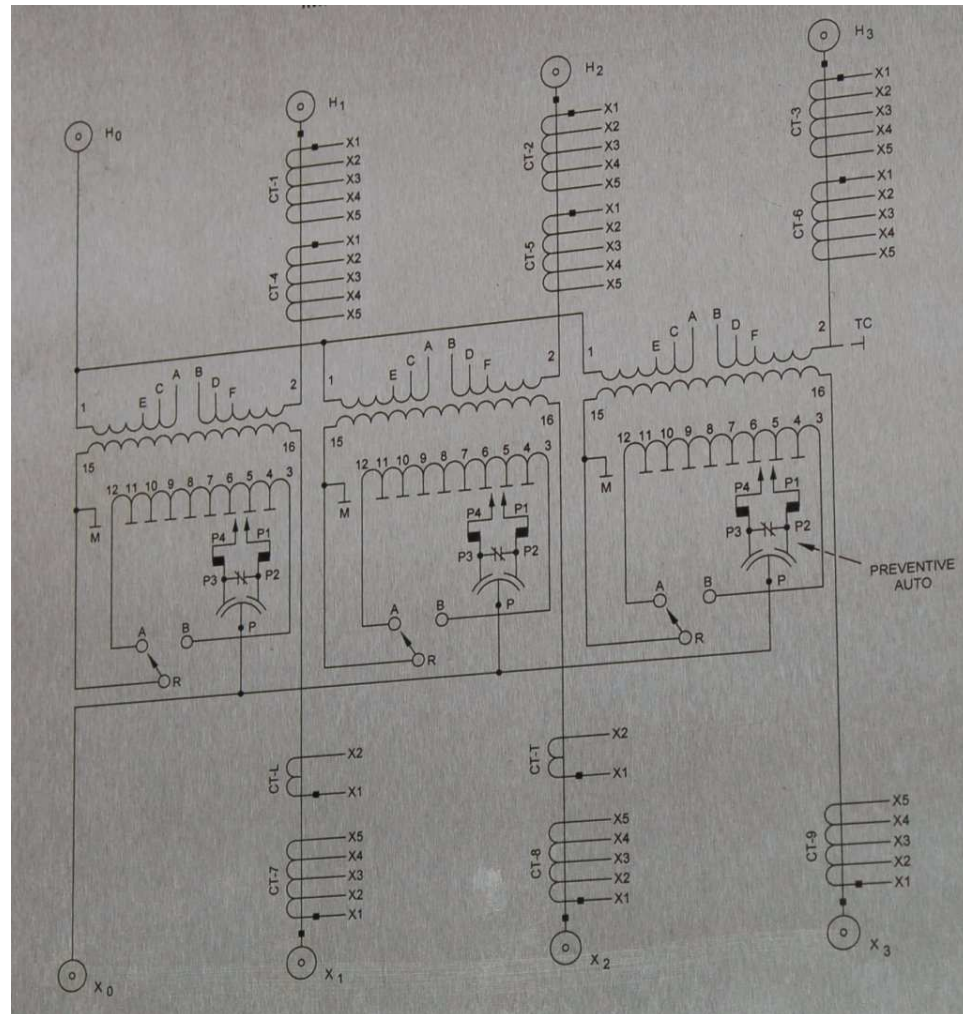 H3
H2
H1
H0
X1
X2
CT-3
X3
X4
X5
X1
X2
CT-2
X3
X4
X5
X1
X2
CT-1
X3
X4
X5
X1
X2
CT-6
X3
X4
X5
X1
X2
CT-5
X3
X4
X5
X1
X2
CT-4
X3
X4
X5
1 E C A B D F 2
1 E C A B D F 2
1 E C A B D F 2 TC
15 16
15 16
15 16
12 11 10 9 8 7 6 5 4 3
12 11 10 9 8 7 6 5 4 3
12 11 10 9 8 7 6 5 4 3
M
M
M
P4 P1
P3 P2
P
P4 P1
P3 P2
P
P4 P1
P3 P2
P
PREVENTIVE
AUTO
A B
R
A B
R
A B
R
X2
CT-L
X1
X2
CT-T
X1
X5
X4
CT-7
X3
X2
X1
X5
X4
CT-8
X3
X2
X1
X5
X4
CT-9
X3
X2
X1
X0
X1
X2
X3